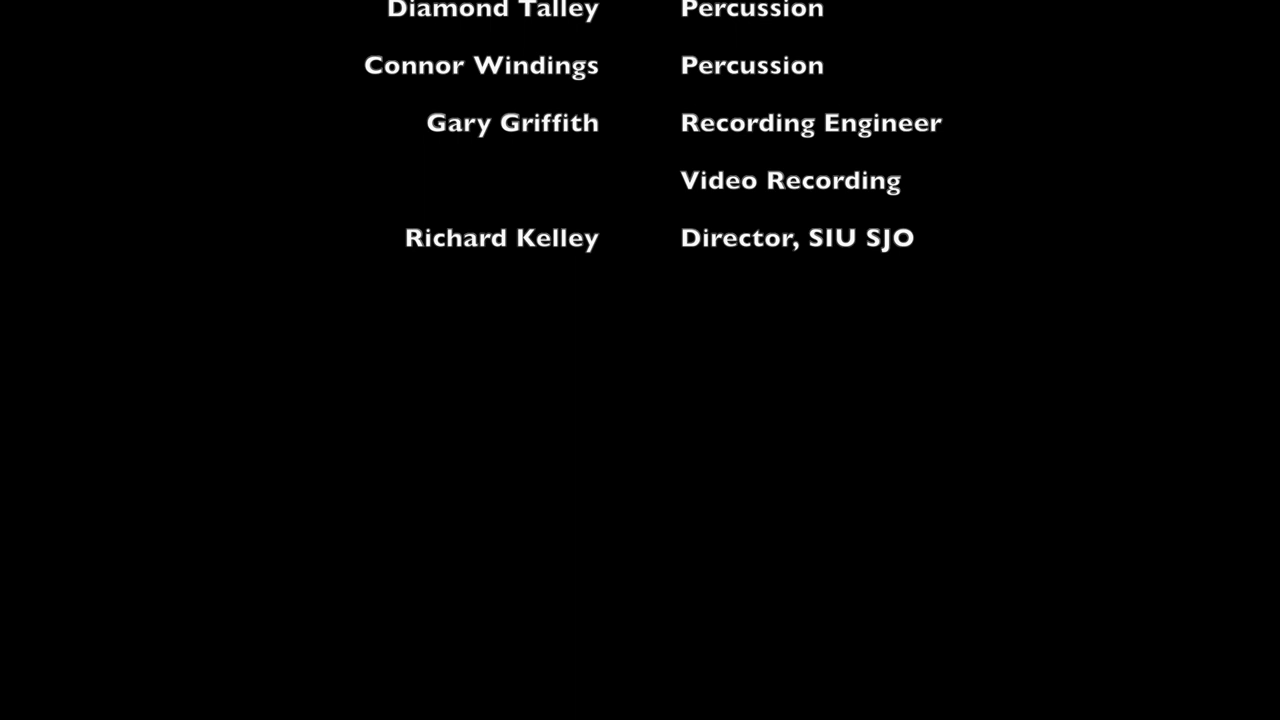 Diamond Talley Percussion
Connor Windings Percussion
Gary Griffith Recording Engineer
Video Recording
Richard Kelley Director, SIU SJO